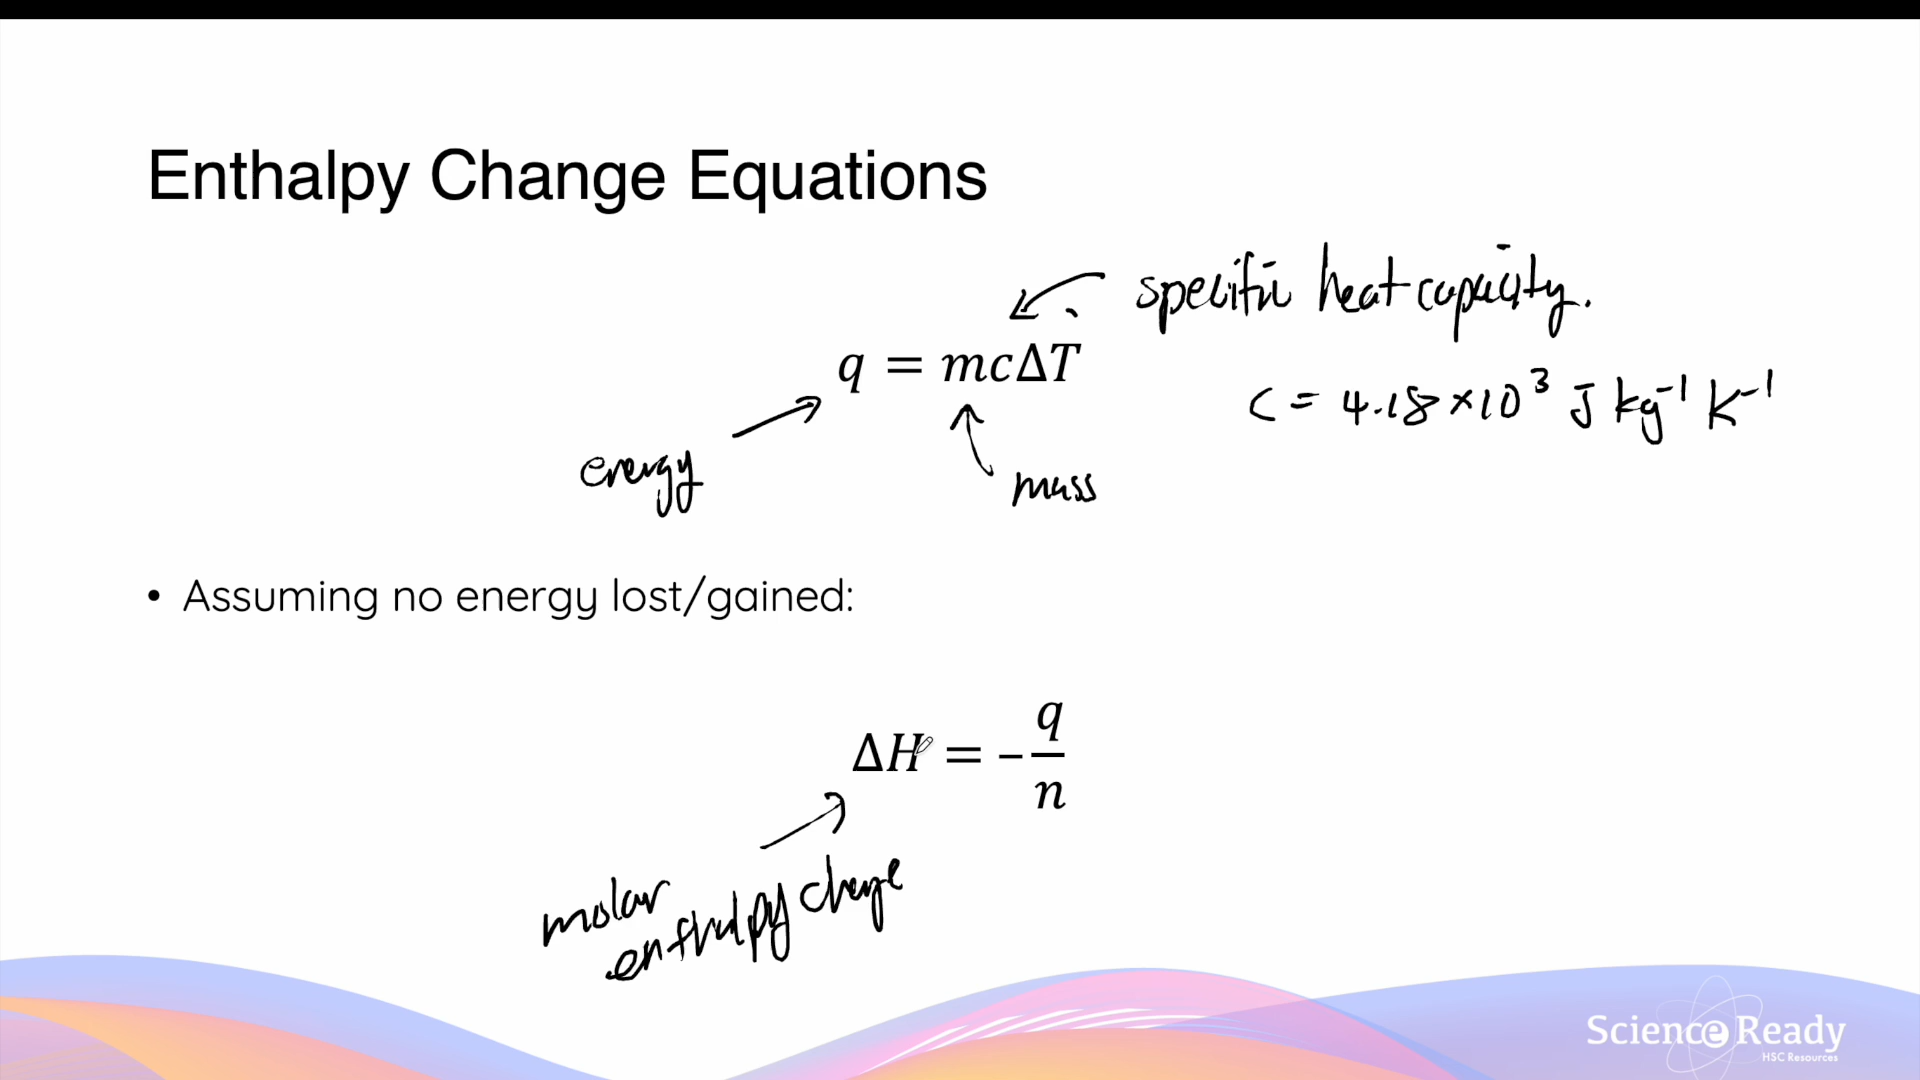 Enthalpy Change Equations
specific heat capacity.
q = mcΔT
c = 4.18 × 10³ J kg⁻¹ K⁻¹
energy
mass
• Assuming no energy lost/gained:
ΔH = –q/n
molar
enthalpy change
Science Ready
HSC Resources